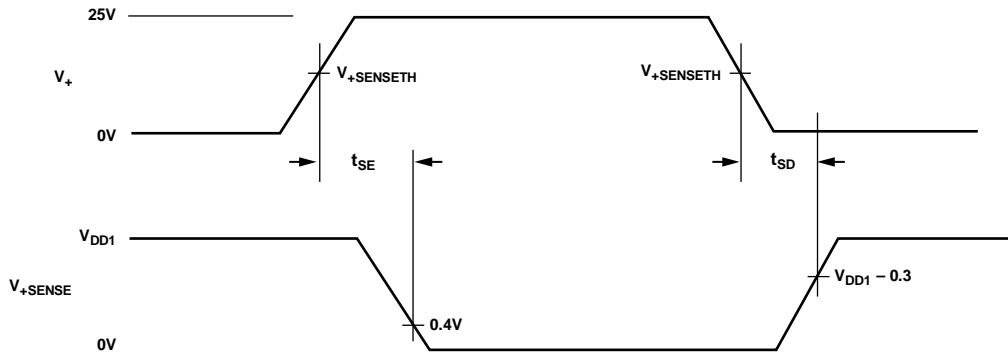 25V
V+
V+SENSETH
V+SENSETH
0V
tSE
tSD
VDD1
V+SENSE
VDD1 – 0.3
0.4V
0V